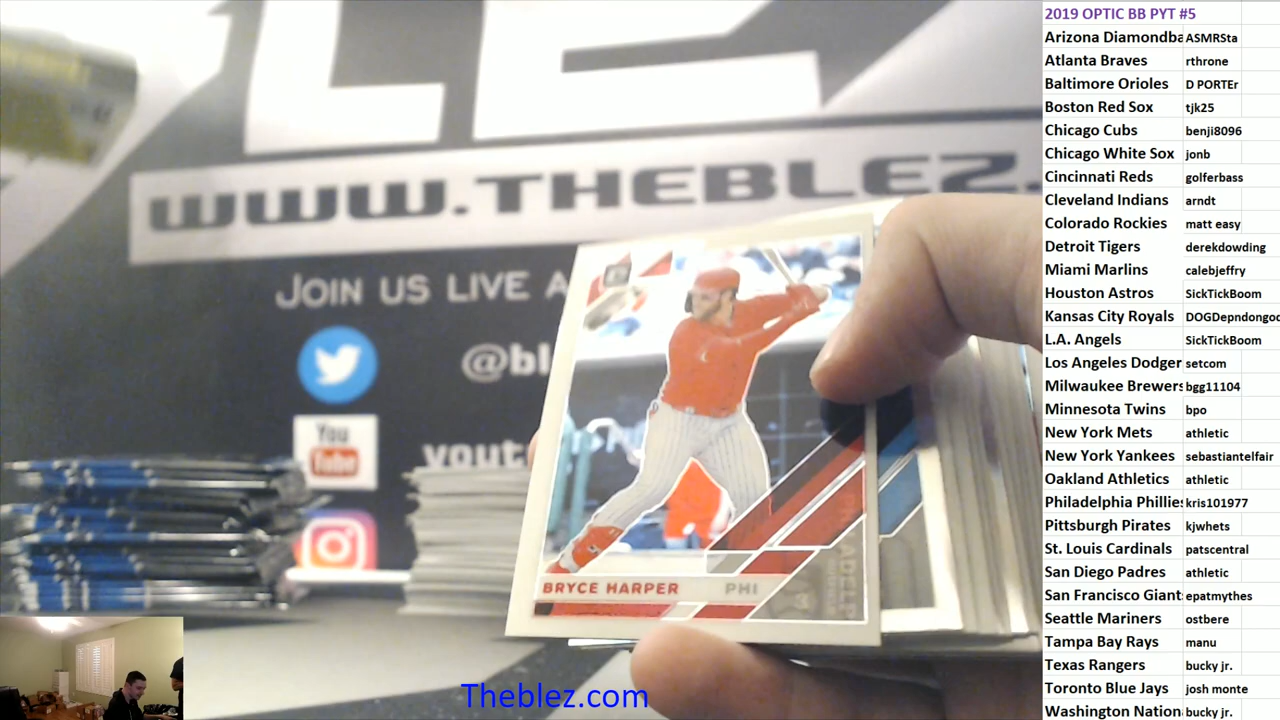 WWW.THEBLEZ.
JOIN US LIVE A
@bl
You
Tube
yout
BRYCE HARPER PHI
Theblez.com
2019 OPTIC BB PYT #5
Arizona Diamondba ASMRSta
Atlanta Braves rthrone
Baltimore Orioles D PORTEr
Boston Red Sox tjk25
Chicago Cubs benji8096
Chicago White Sox jonb
Cincinnati Reds golferbass
Cleveland Indians arndt
Colorado Rockies matt easy
Detroit Tigers derekdowding
Miami Marlins calebjeffry
Houston Astros SickTickBoom
Kansas City Royals DOGDepndongod
L.A. Angels SickTickBoom
Los Angeles Dodger setcom
Milwaukee Brewers bgg11104
Minnesota Twins bpo
New York Mets athletic
New York Yankees sebastiantelfair
Oakland Athletics athletic
Philadelphia Phillies kris101977
Pittsburgh Pirates kjwhets
St. Louis Cardinals patscentral
San Diego Padres athletic
San Francisco Giant epatmythes
Seattle Mariners ostbere
Tampa Bay Rays manu
Texas Rangers bucky jr.
Toronto Blue Jays josh monte
Washington Nation bucky jr.